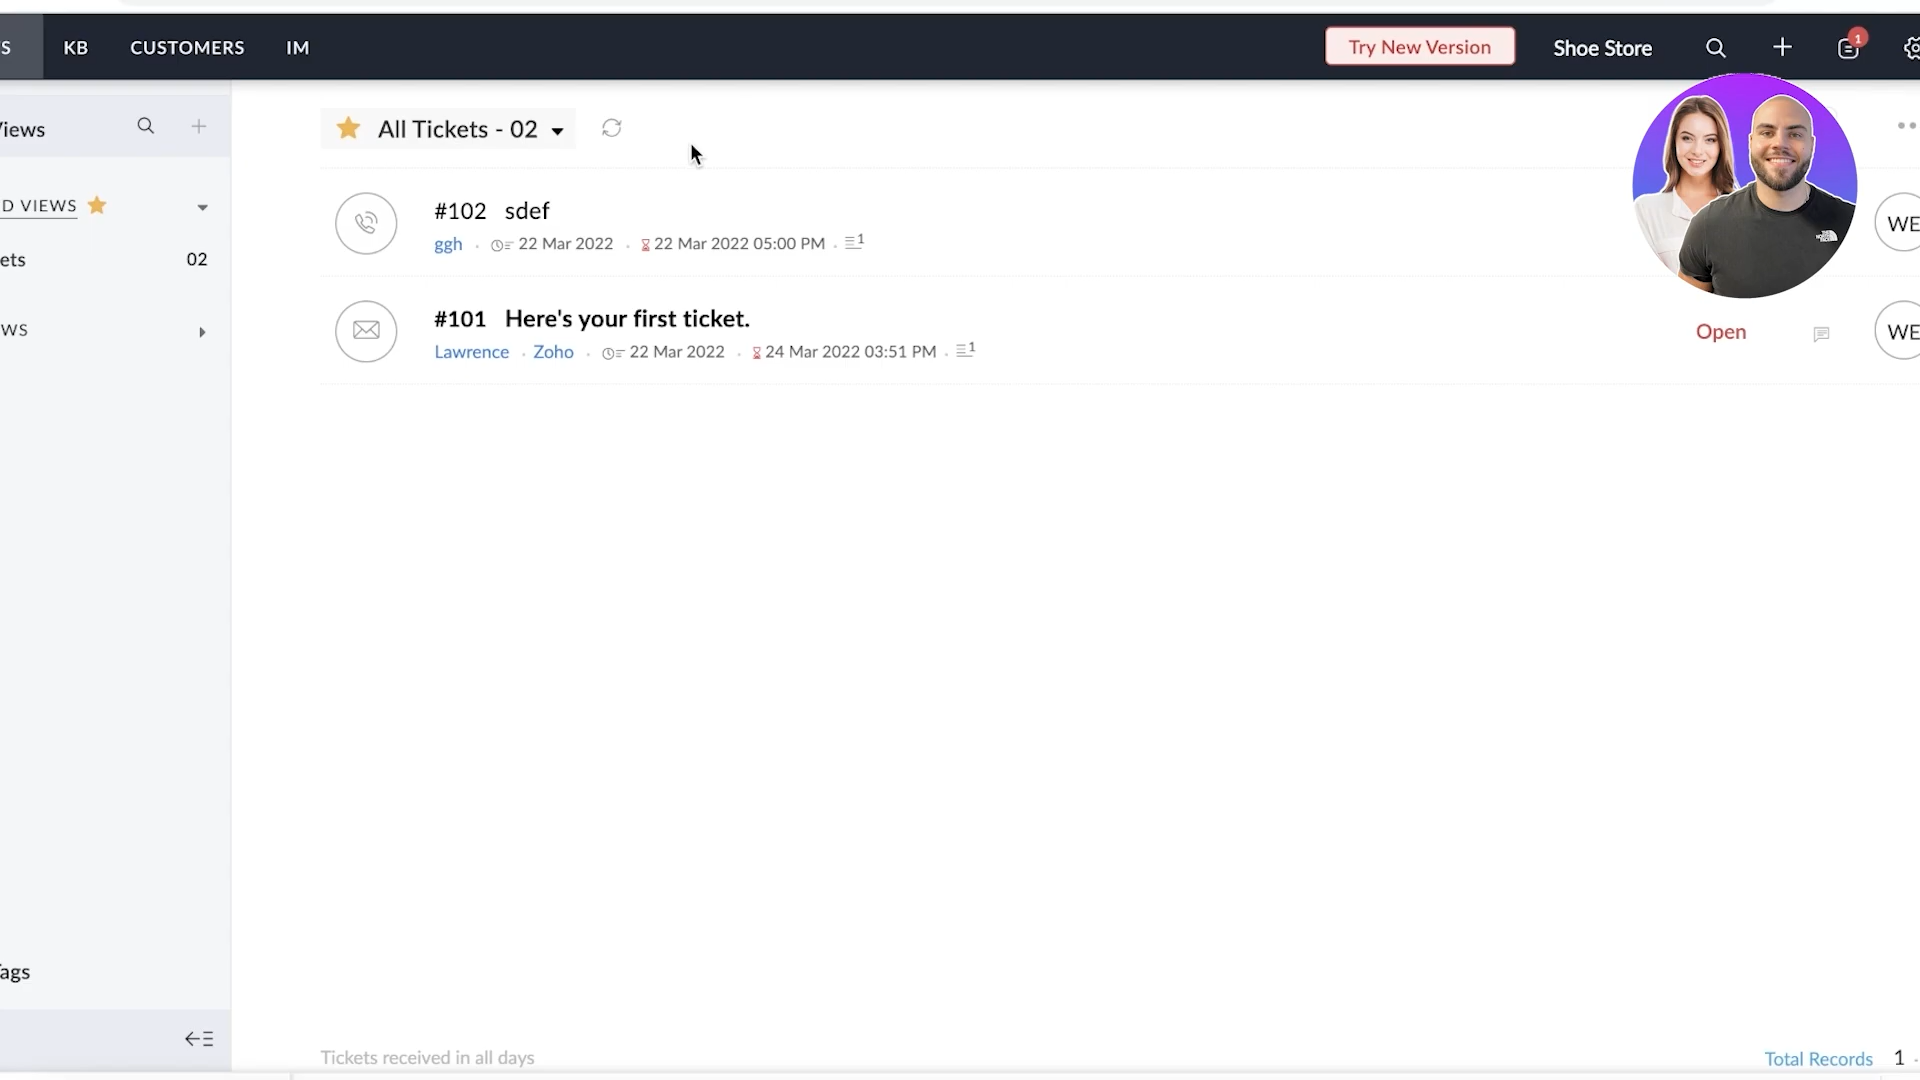 S KB CUSTOMERS IM Try New Version Shoe Store 1
Views
All Tickets - 02
D VIEWS
ets 02
WS
#102 sdef
ggh . 22 Mar 2022 . 22 Mar 2022 05:00 PM . 1
WE
#101 Here's your first ticket.
Lawrence . Zoho . 22 Mar 2022 . 24 Mar 2022 03:51 PM . 1
Open
WE
Tags
Tickets received in all days
Total Records 1